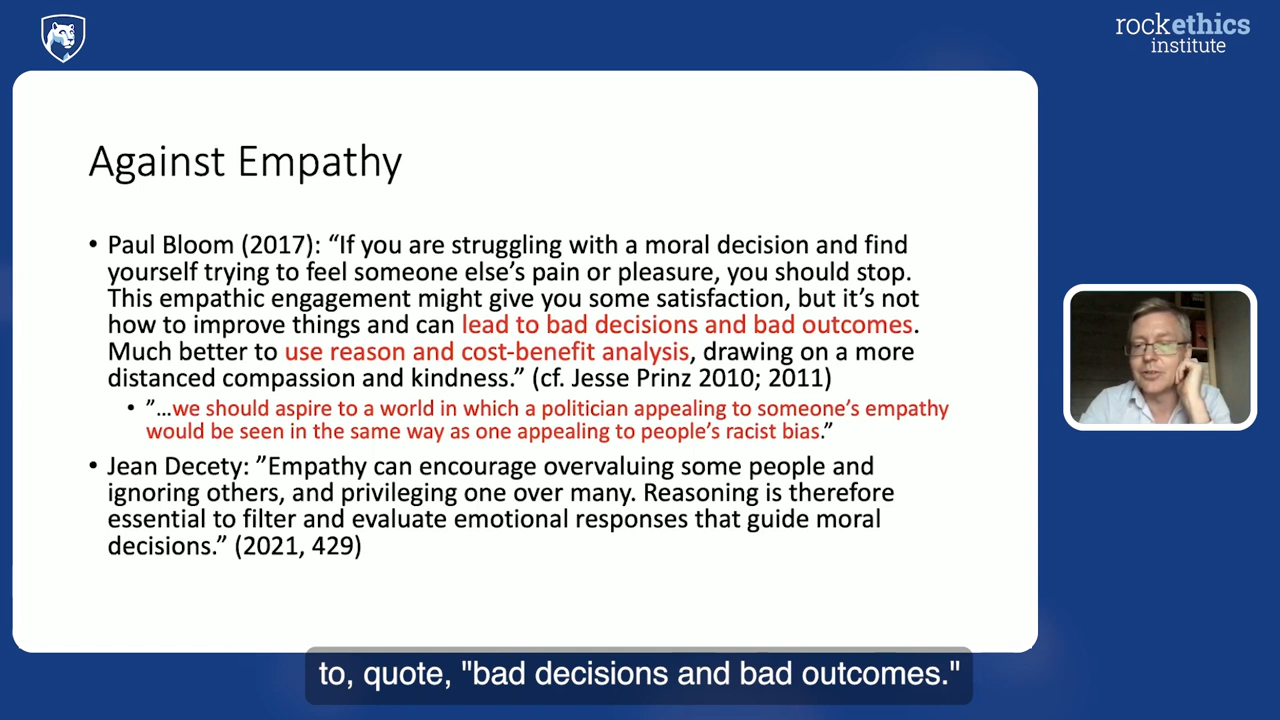 rockethics
institute
Against Empathy
• Paul Bloom (2017): “If you are struggling with a moral decision and find
yourself trying to feel someone else’s pain or pleasure, you should stop.
This empathic engagement might give you some satisfaction, but it’s not
how to improve things and can lead to bad decisions and bad outcomes.
Much better to use reason and cost-benefit analysis, drawing on a more
distanced compassion and kindness.” (cf. Jesse Prinz 2010; 2011)
• ”…we should aspire to a world in which a politician appealing to someone’s empathy
would be seen in the same way as one appealing to people’s racist bias.”
• Jean Decety: ”Empathy can encourage overvaluing some people and
ignoring others, and privileging one over many. Reasoning is therefore
essential to filter and evaluate emotional responses that guide moral
decisions.” (2021, 429)
to, quote, "bad decisions and bad outcomes."